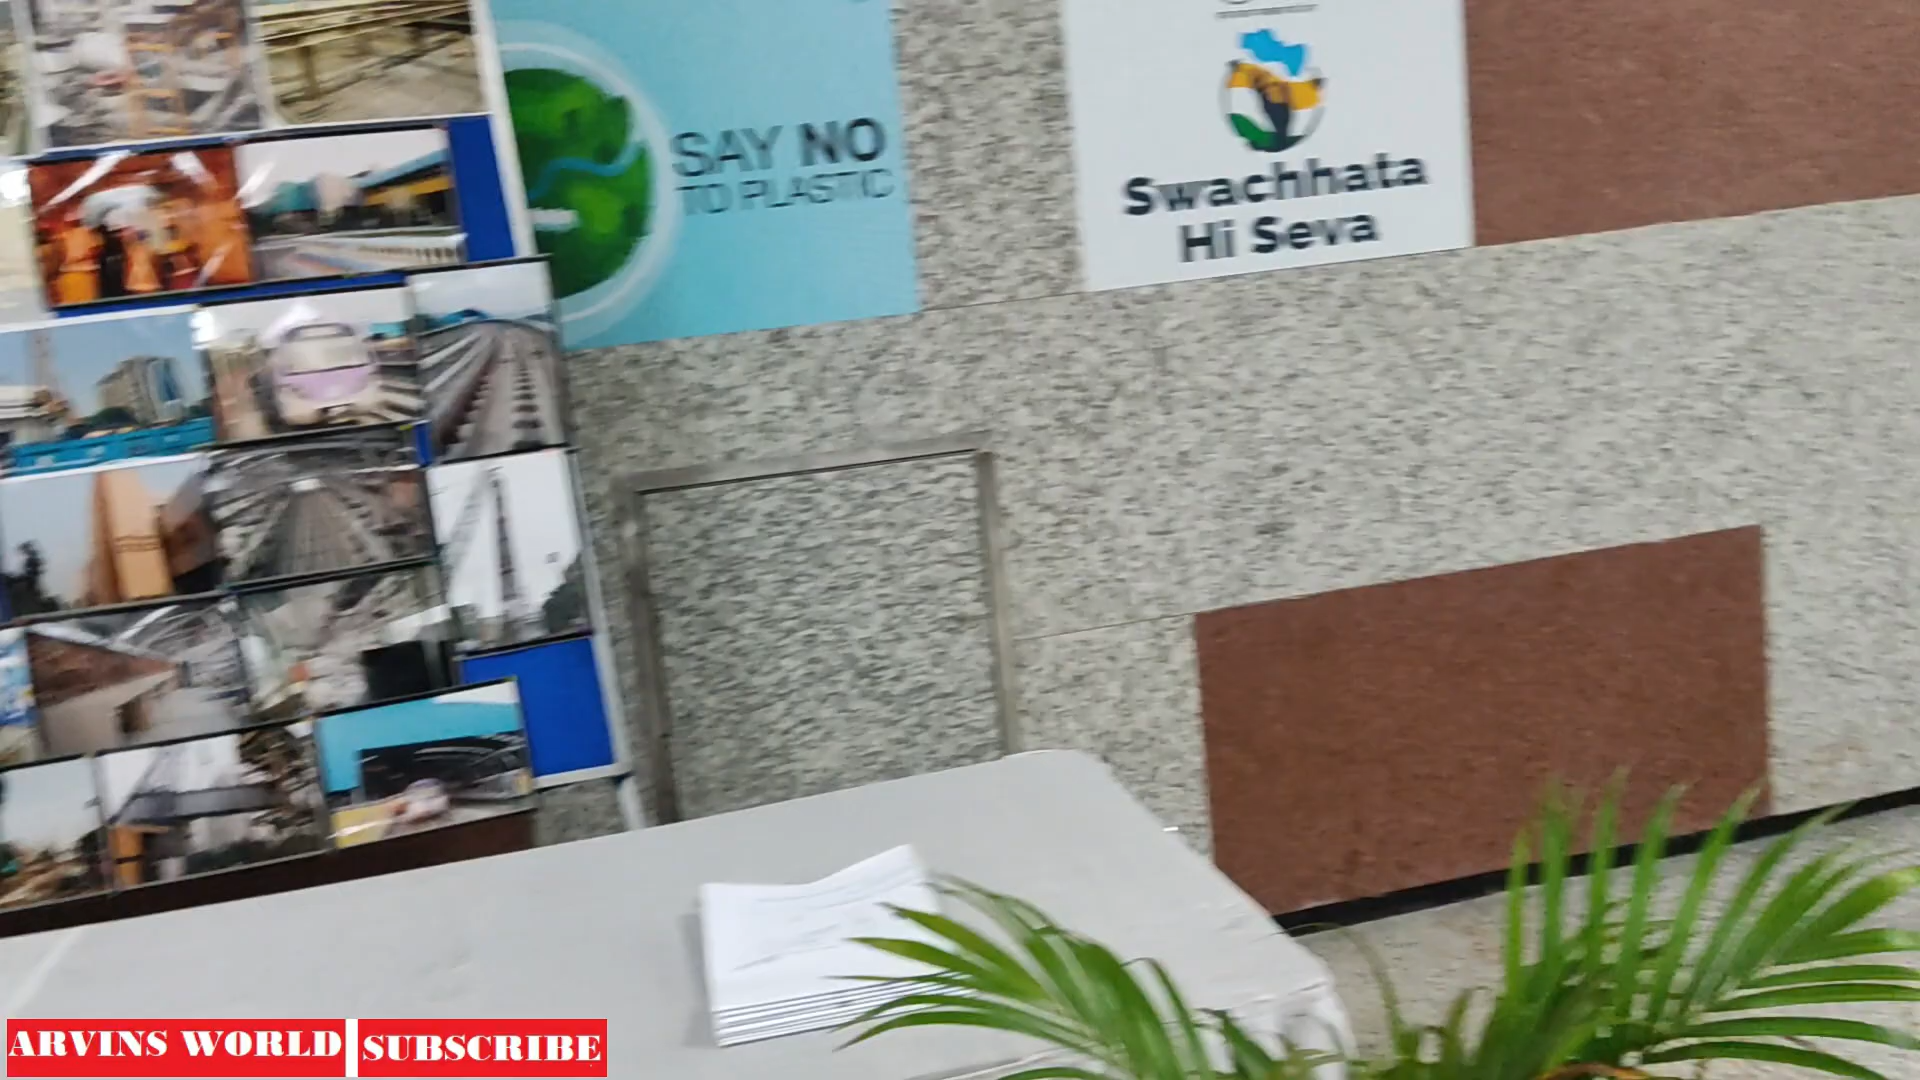 SAY NO
TO PLASTIC
Swachhata
Hi Seva
ARVINS WORLD
SUBSCRIBE